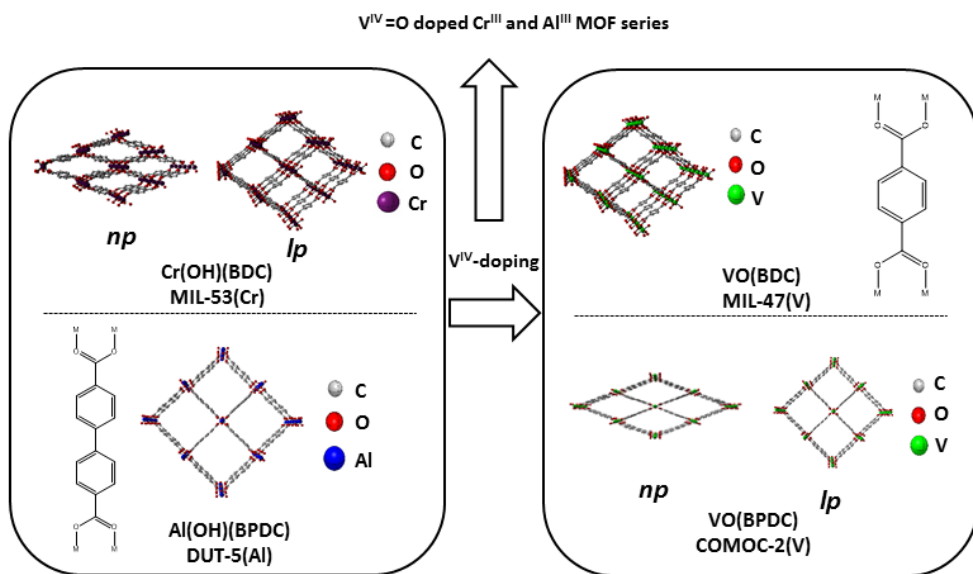 V^IV =O doped Cr^III and Al^III MOF series
C
O
Cr
np
lp
Cr(OH)(BDC)
MIL-53(Cr)
M M
O O
O O
M M
C
O
Al
Al(OH)(BPDC)
DUT-5(Al)
V^IV-doping
C
O
V
M M
O O
O O
M M
VO(BDC)
MIL-47(V)
C
O
V
np
lp
VO(BPDC)
COMOC-2(V)